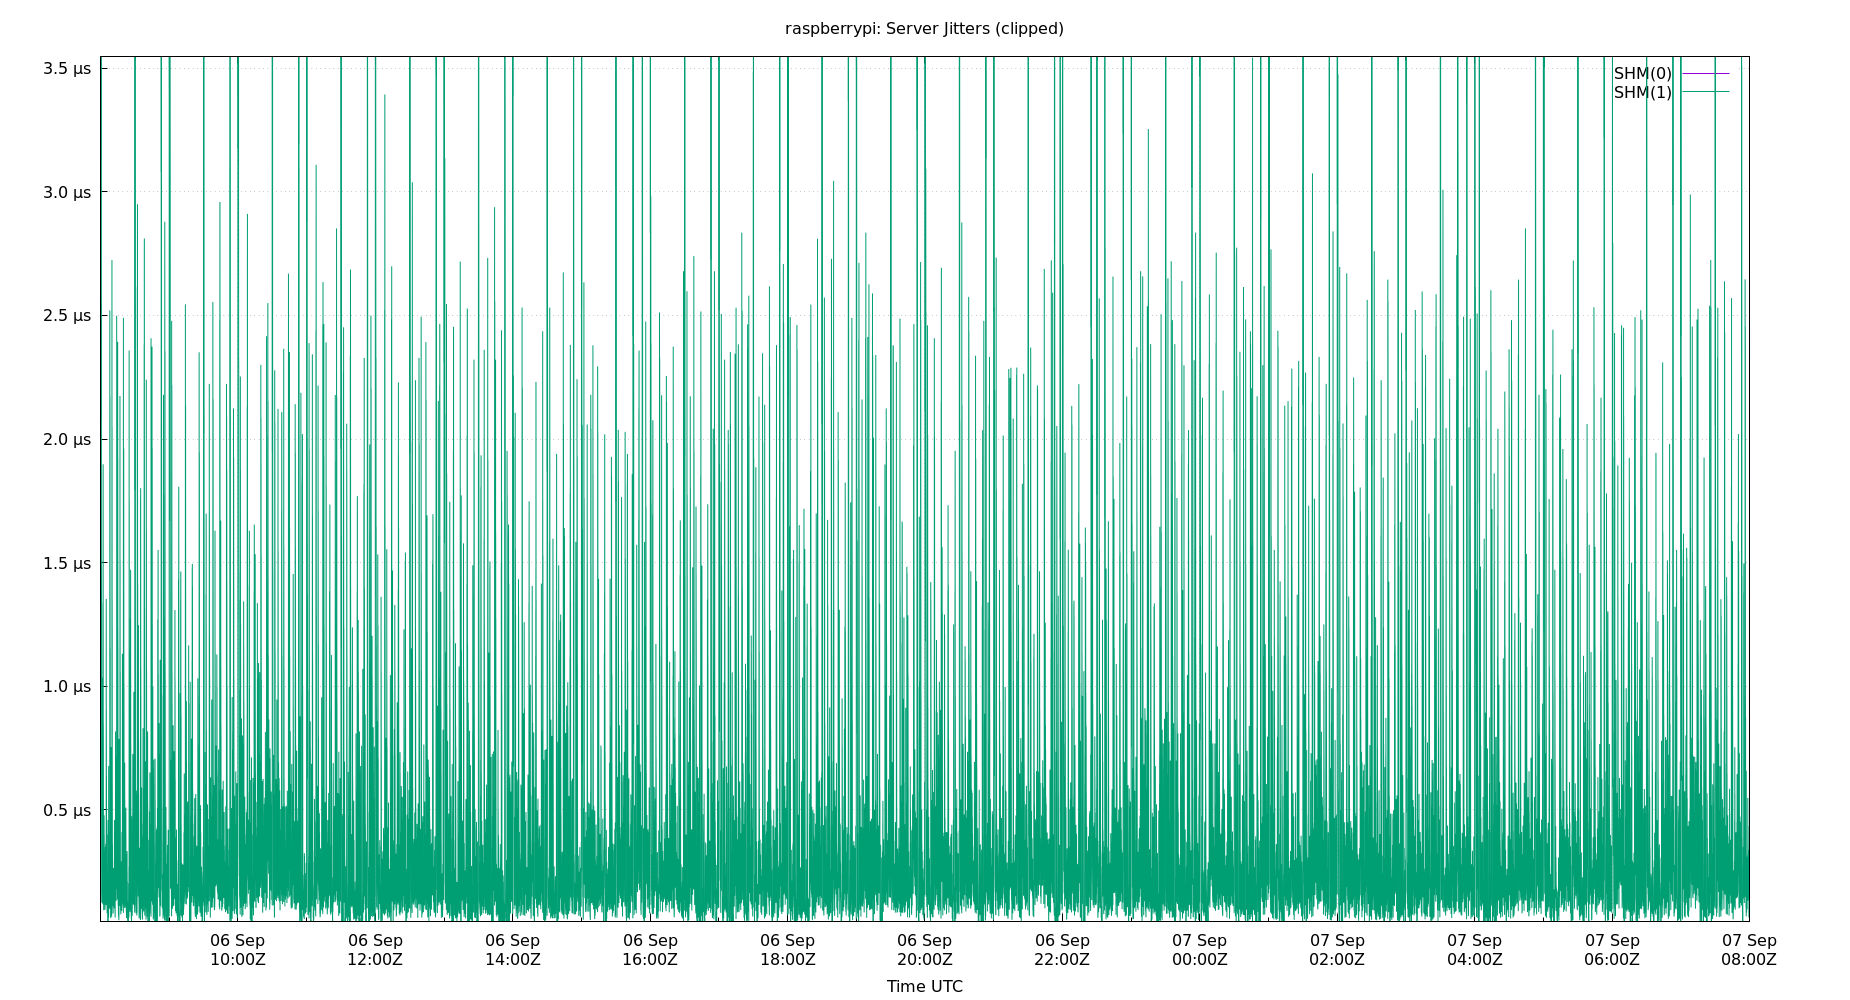 raspberrypi: Server Jitters (clipped)
3.5 µs
3.0 µs
2.5 µs
2.0 µs
1.5 µs
1.0 µs
0.5 µs
SHM(0)
SHM(1)
06 Sep 06 Sep 06 Sep 06 Sep 06 Sep 06 Sep 06 Sep 07 Sep 07 Sep 07 Sep 07 Sep 07 Sep
10:00Z 12:00Z 14:00Z 16:00Z 18:00Z 20:00Z 22:00Z 00:00Z 02:00Z 04:00Z 06:00Z 08:00Z
Time UTC